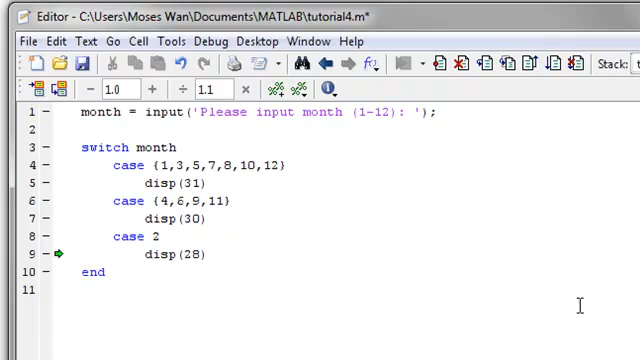 Editor - C:\Users\Moses Wan\Documents\MATLAB\tutorial4.m*
File Edit Text Go Cell Tools Debug Desktop Window Help
Stack:
1.0 1.1
1 month = input('Please input month (1-12): ');
2
3 switch month
4 case {1,3,5,7,8,10,12}
5 disp(31)
6 case {4,6,9,11}
7 disp(30)
8 case 2
9 disp(28)
10 end
11